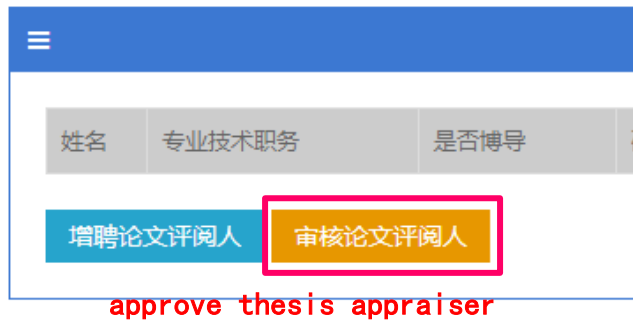 姓名 专业技术职务 是否博导
增聘论文评阅人 审核论文评阅人
approve thesis appraiser